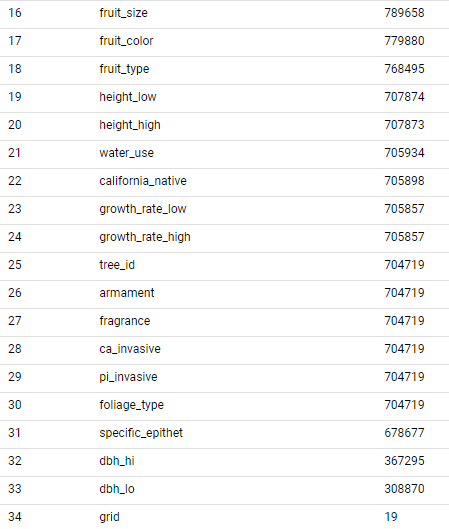 16 fruit_size 789658
17 fruit_color 779880
18 fruit_type 768495
19 height_low 707874
20 height_high 707873
21 water_use 705934
22 california_native 705898
23 growth_rate_low 705857
24 growth_rate_high 705857
25 tree_id 704719
26 armament 704719
27 fragrance 704719
28 ca_invasive 704719
29 pi_invasive 704719
30 foliage_type 704719
31 specific_epithet 678677
32 dbh_hi 367295
33 dbh_lo 308870
34 grid 19